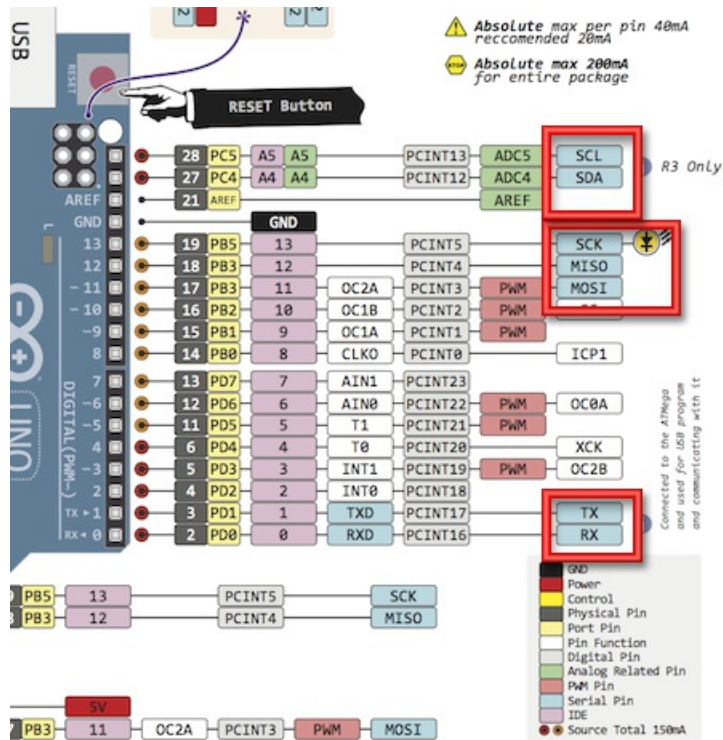 2 2
Absolute max per pin 40mA
reccomended 20mA
STOP Absolute max 200mA
for entire package
USB
RESET
RESET Button
28 PC5 A5 A5 PCINT13 ADC5 SCL
27 PC4 A4 A4 PCINT12 ADC4 SDA
R3 Only
AREF 21 AREF AREF
GND GND
L
13 19 PB5 13 PCINT5 SCK
12 18 PB3 12 PCINT4 MISO
~11 17 PB3 11 OC2A PCINT3 PWM MOSI
~10 16 PB2 10 OC1B PCINT2 PWM
~9 15 PB1 9 OC1A PCINT1 PWM
8 14 PB0 8 CLKO PCINT0 ICP1
7 13 PD7 7 AIN1 PCINT23
~6 12 PD6 6 AIN0 PCINT22 PWM OC0A
~5 11 PD5 5 T1 PCINT21 PWM
4 6 PD4 4 T0 PCINT20 XCK
~3 5 PD3 3 INT1 PCINT19 PWM OC2B
2 4 PD2 2 INT0 PCINT18
TX 1 3 PD1 1 TXD PCINT17 TX
RX 0 2 PD0 0 RXD PCINT16 RX
DIGITAL (PWM~)
UNO
Connected to the ATMega
and used for USB program
and communicating with it
PB5 13 PCINT5 SCK
PB3 12 PCINT4 MISO
5V
PB3 11 OC2A PCINT3 PWM MOSI
GND
Power
Control
Physical Pin
Port Pin
Pin Function
Digital Pin
Analog Related Pin
PWM Pin
Serial Pin
IDE
Source Total 150mA